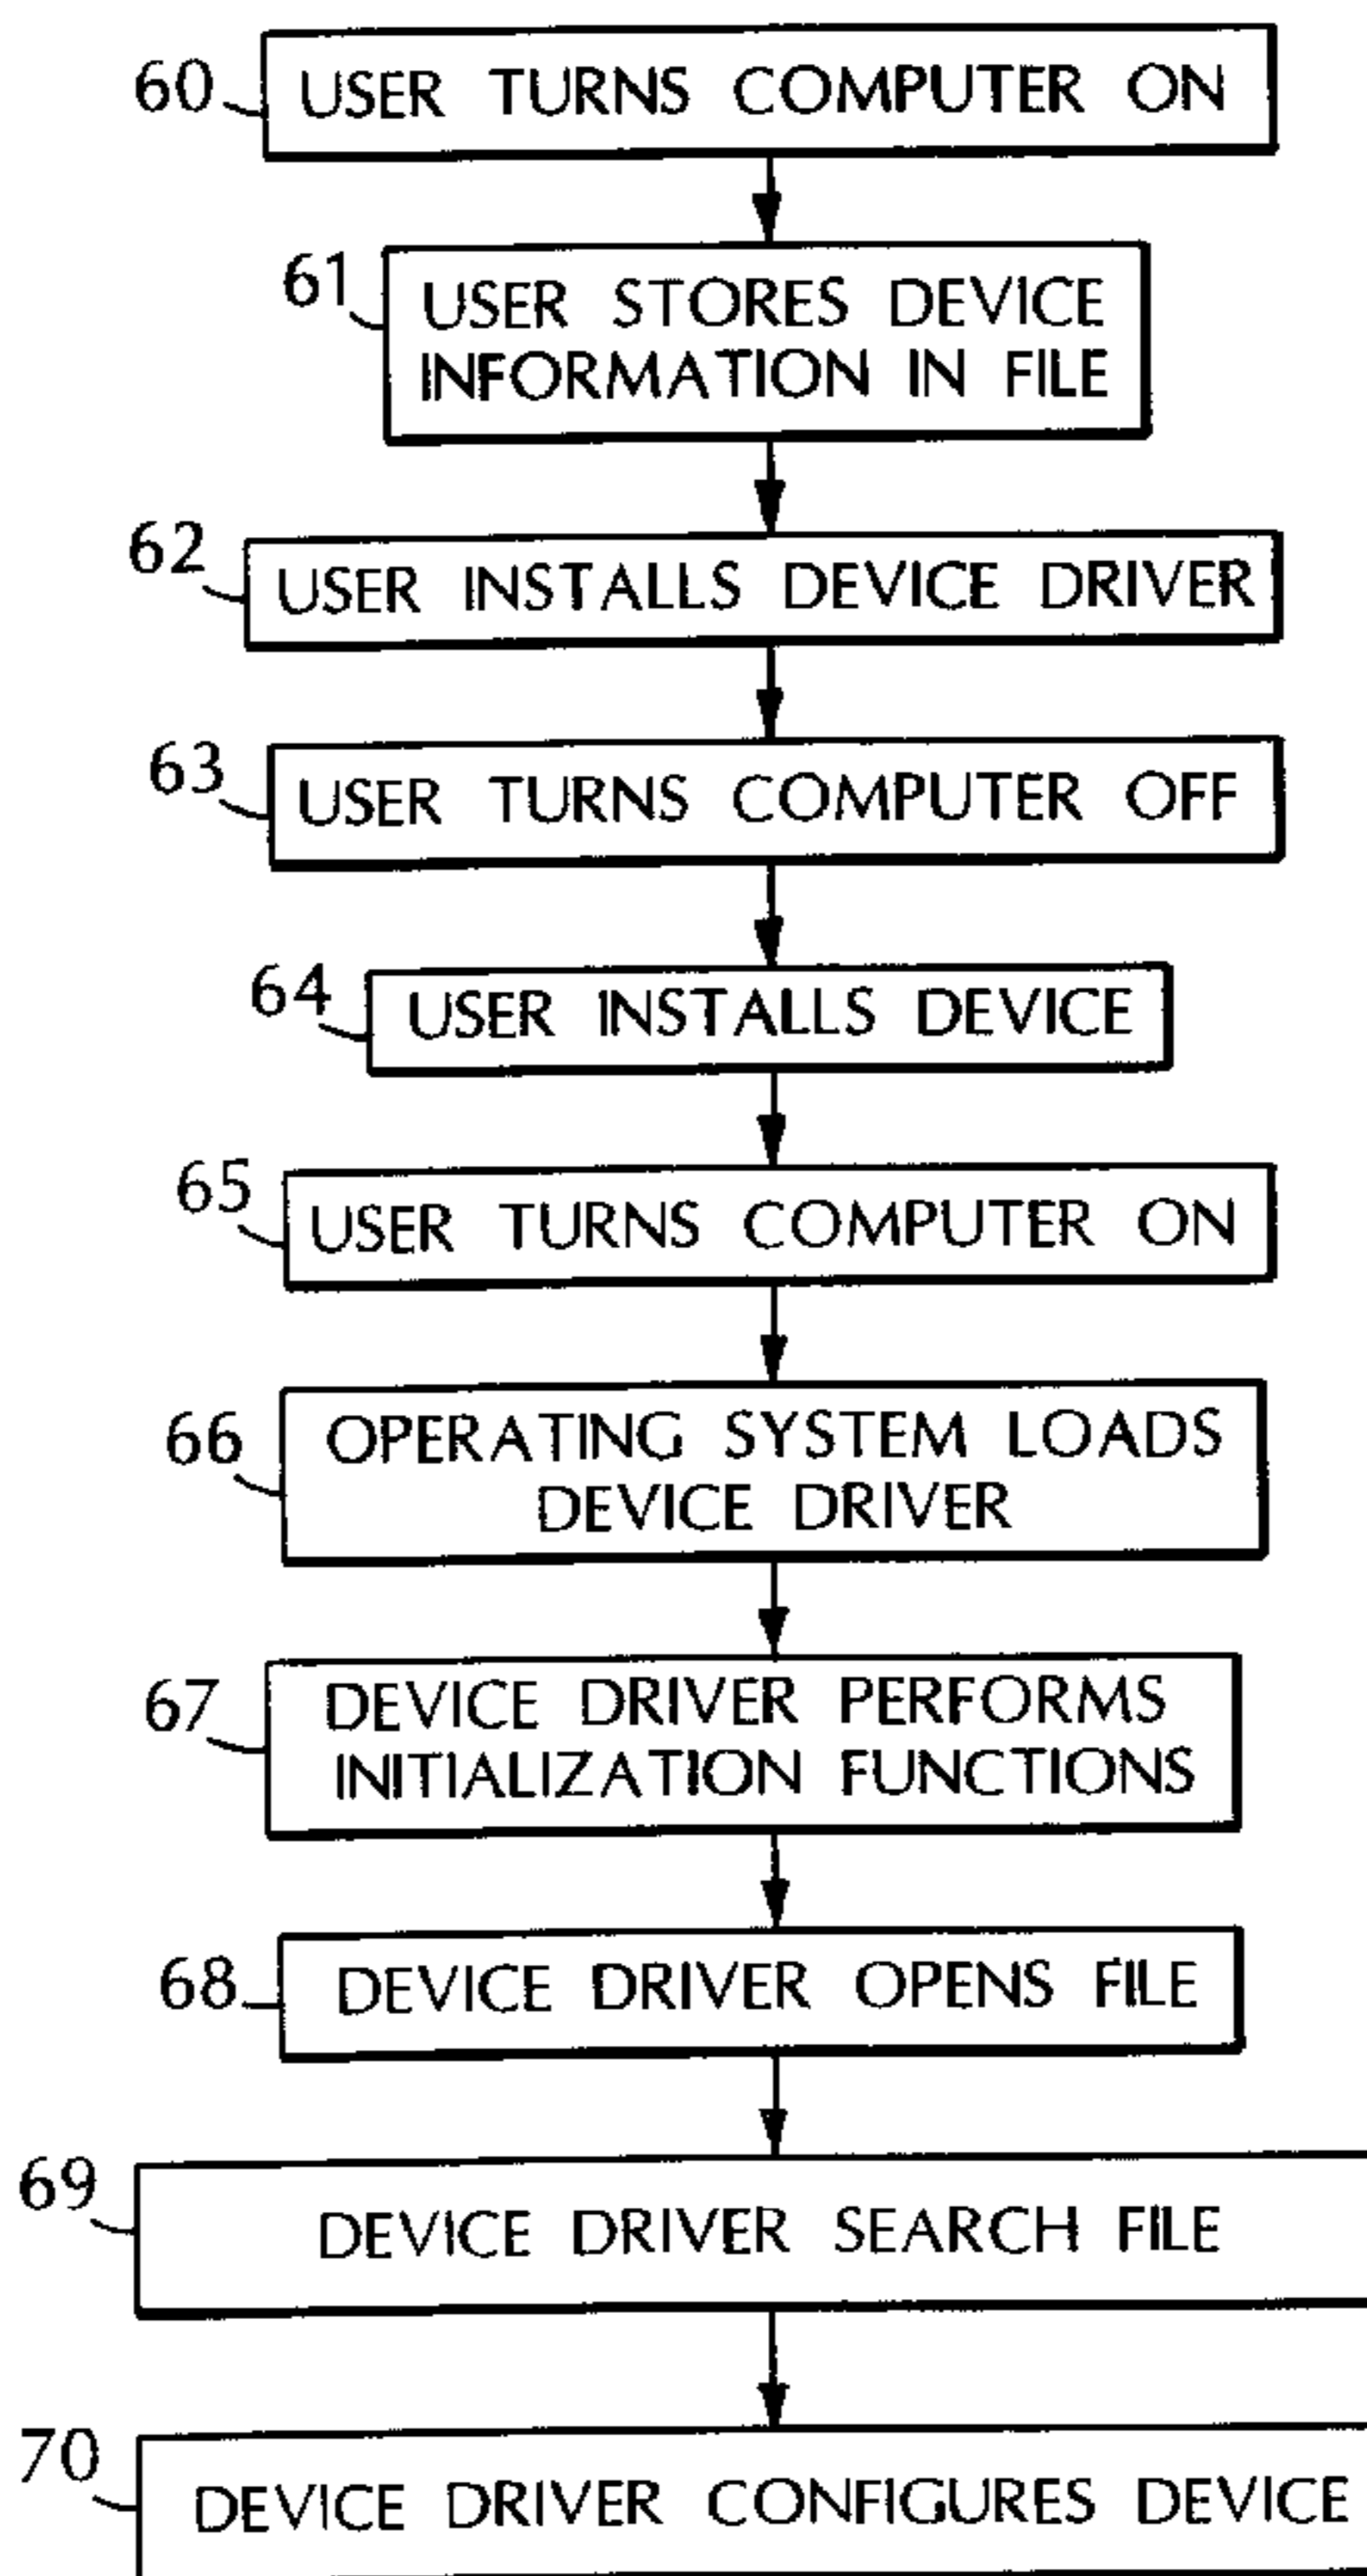 60
USER TURNS COMPUTER ON
61
USER STORES DEVICE
INFORMATION IN FILE
62
USER INSTALLS DEVICE DRIVER
63
USER TURNS COMPUTER OFF
64
USER INSTALLS DEVICE
65
USER TURNS COMPUTER ON
66
OPERATING SYSTEM LOADS
DEVICE DRIVER
67
DEVICE DRIVER PERFORMS
INITIALIZATION FUNCTIONS
68
DEVICE DRIVER OPENS FILE
69
DEVICE DRIVER SEARCH FILE
70
DEVICE DRIVER CONFIGURES DEVICE